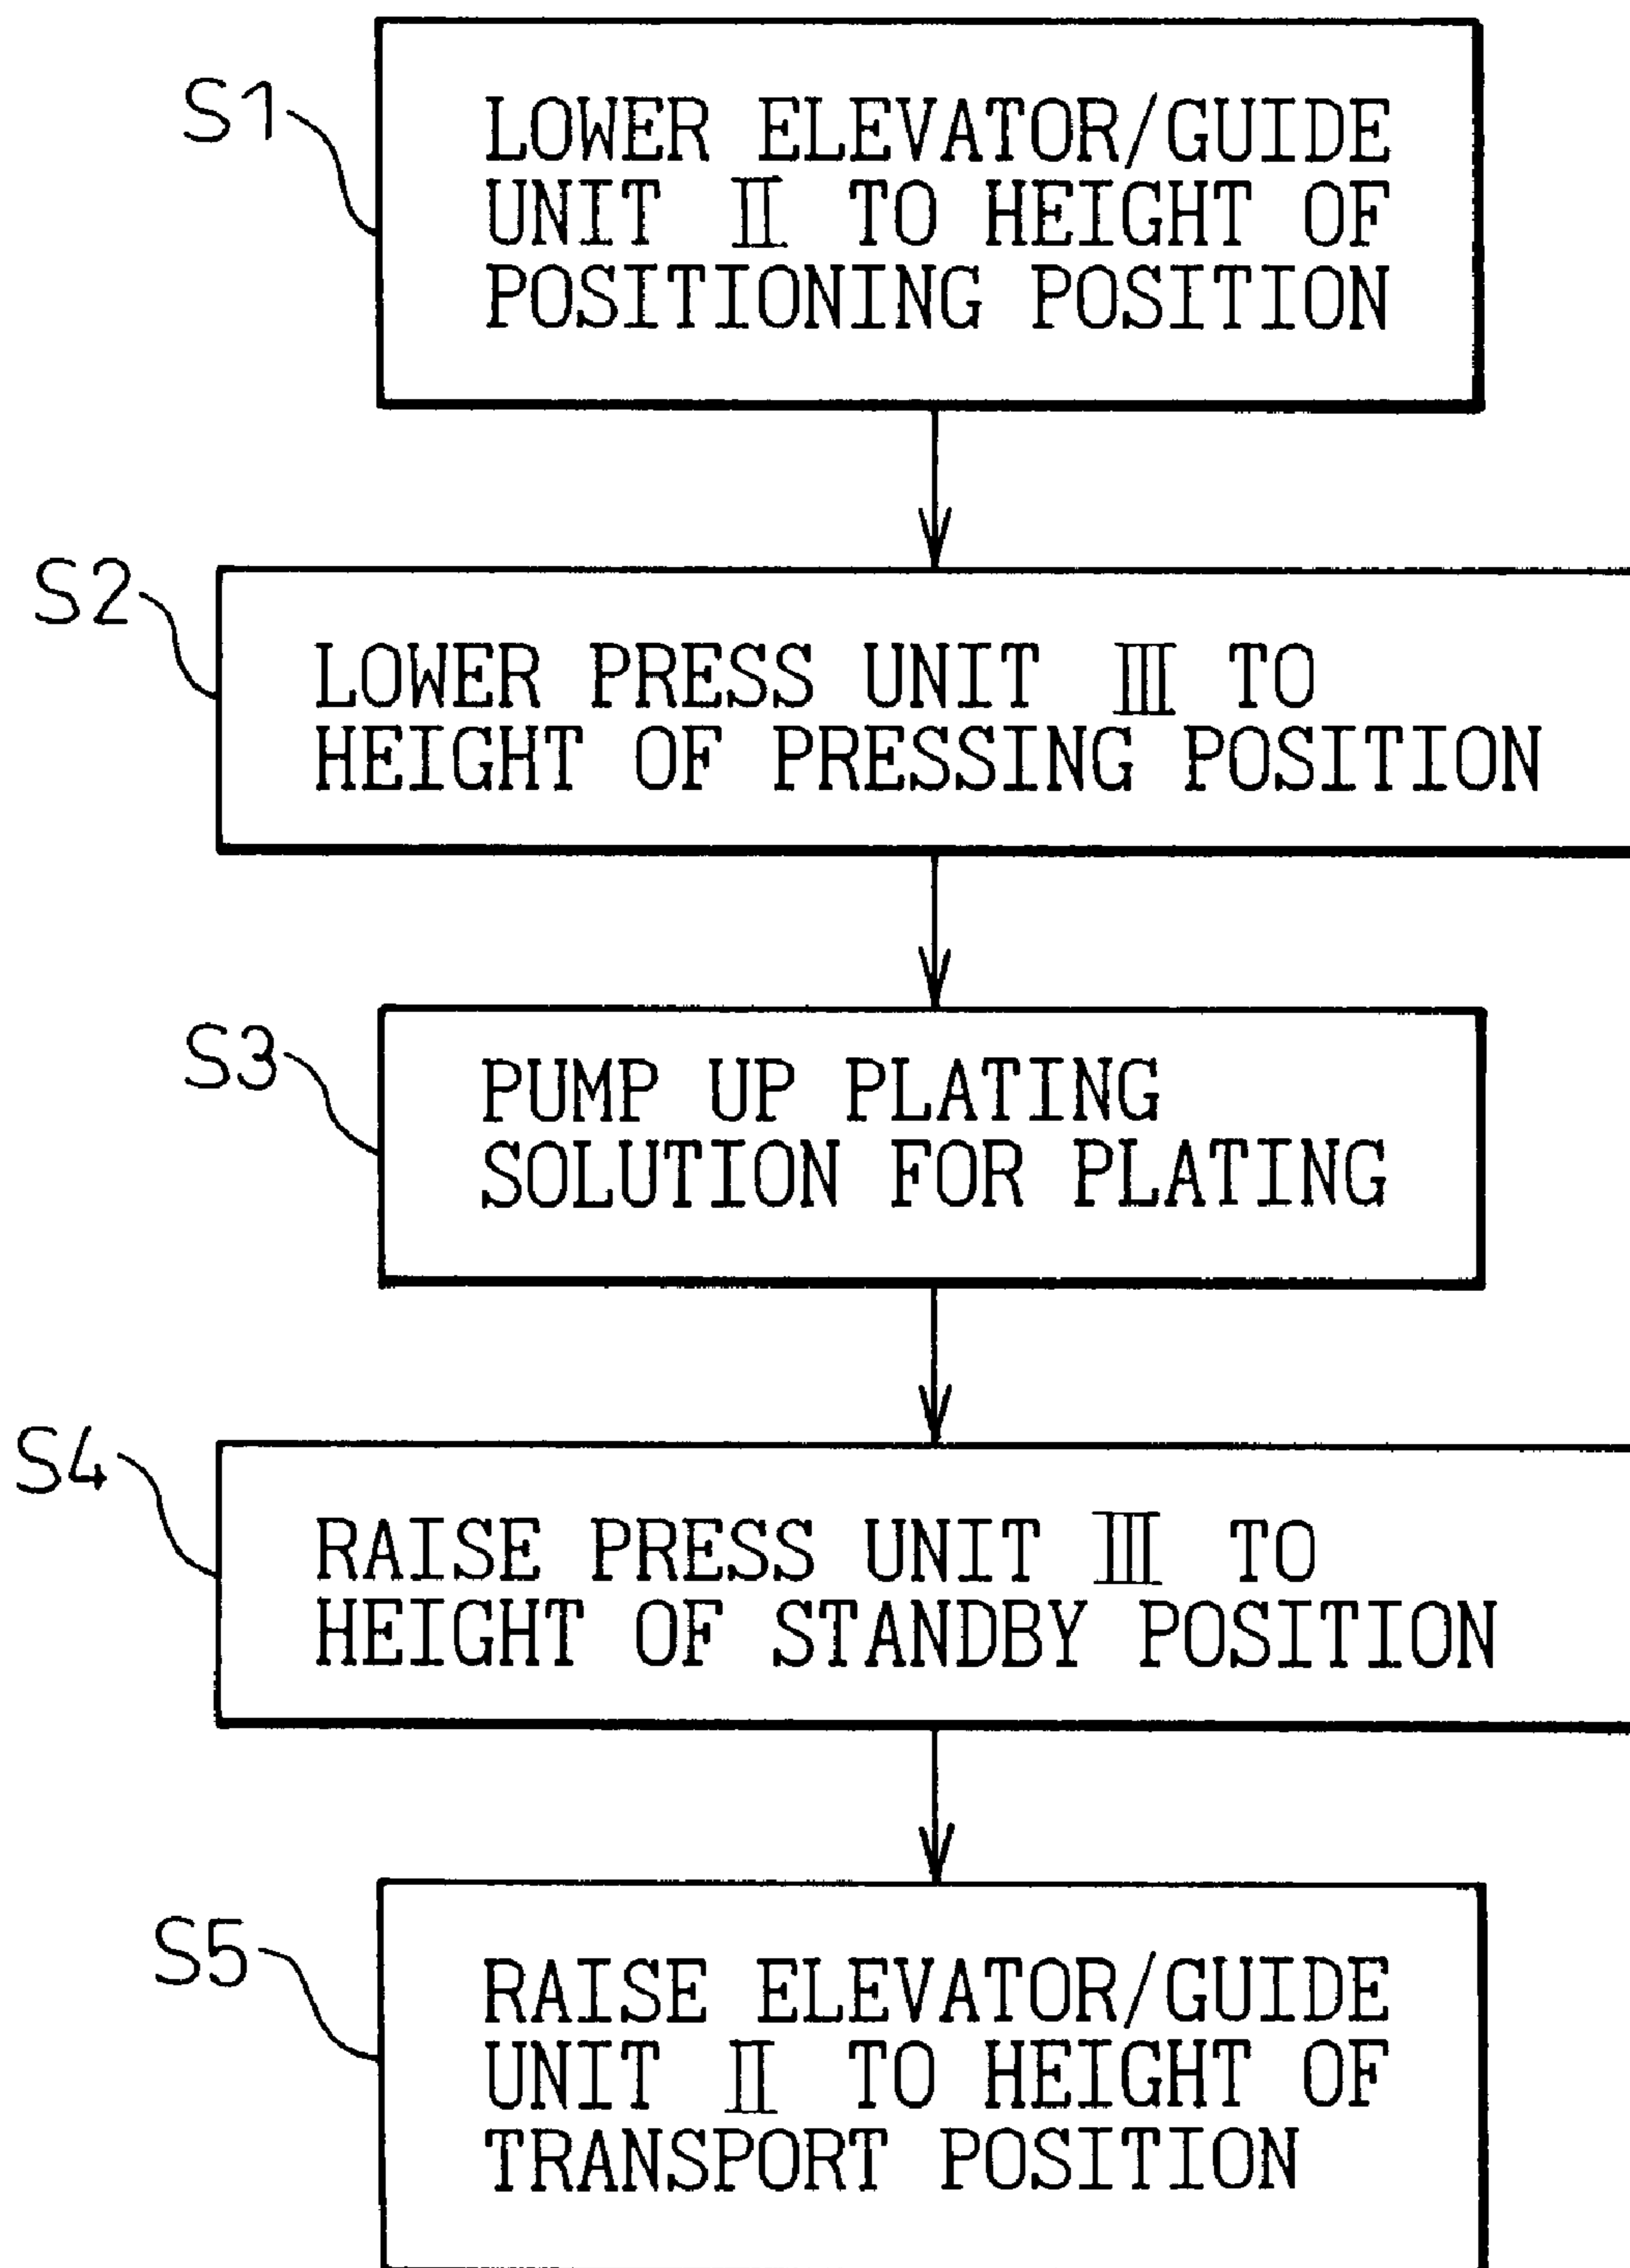 S1
LOWER ELEVATOR/GUIDE
UNIT Ⅱ TO HEIGHT OF
POSITIONING POSITION
S2
LOWER PRESS UNIT Ⅲ TO
HEIGHT OF PRESSING POSITION
S3
PUMP UP PLATING
SOLUTION FOR PLATING
S4
RAISE PRESS UNIT Ⅲ TO
HEIGHT OF STANDBY POSITION
S5
RAISE ELEVATOR/GUIDE
UNIT Ⅱ TO HEIGHT OF
TRANSPORT POSITION